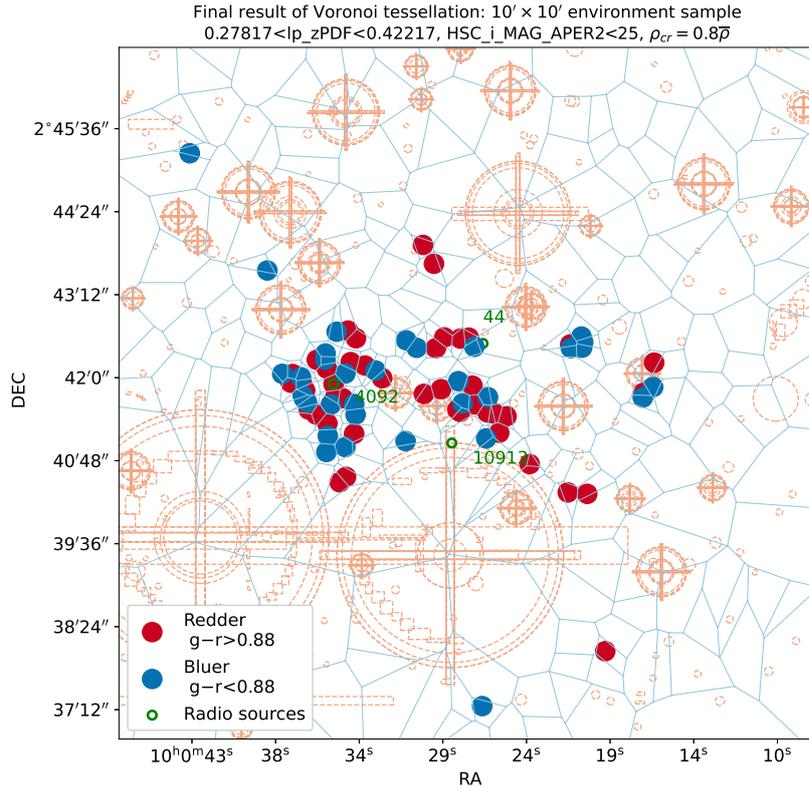 Final result of Voronoi tessellation: 10′ × 10′ environment sample
0.27817<lp_zPDF<0.42217, HSC_i_MAG_APER2<25, ρcr = 0.8ρ̅
2°45′36″
44′24″
43′12″
42′0″
40′48″
39′36″
38′24″
37′12″
DEC
44
4092
10913
Redder
g−r>0.88
Bluer
g−r<0.88
Radio sources
10h0m43s
38s
34s
29s
24s
19s
14s
10s
RA